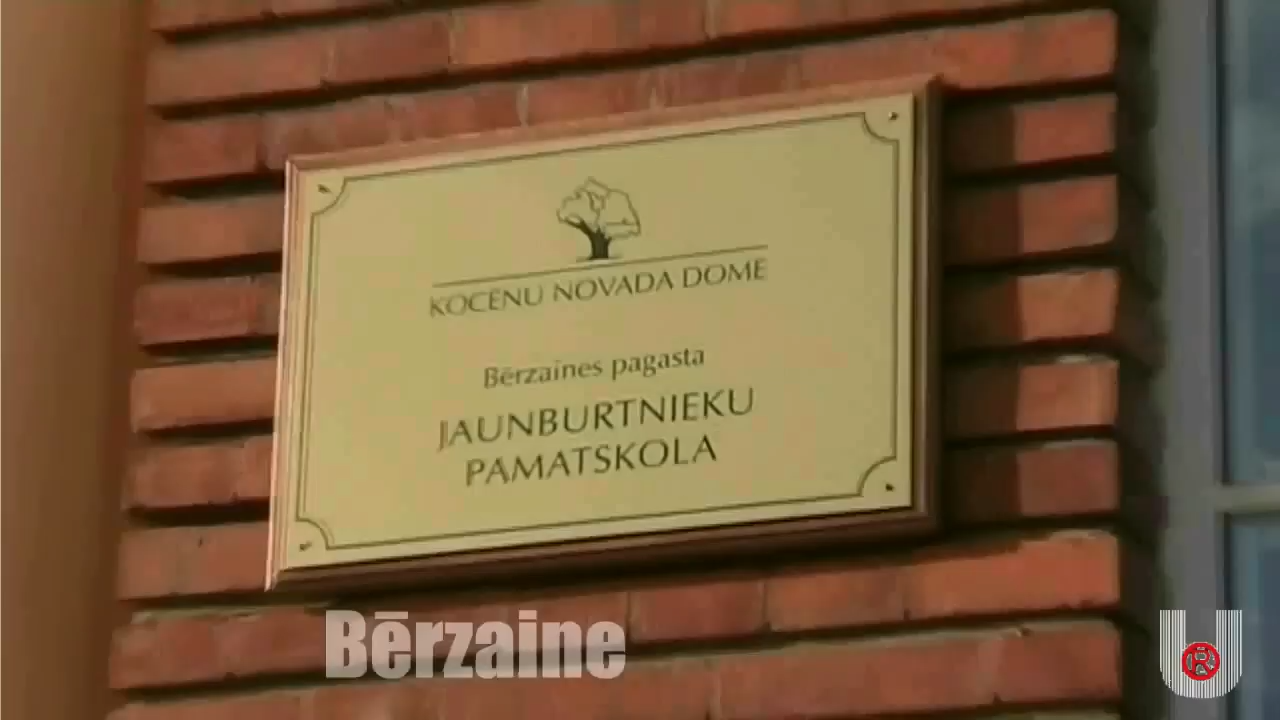 KOCĒNU NOVADA DOME
Bērzaines pagasta
JAUNBURTNIEKU
PAMATSKOLA
Bērzaine